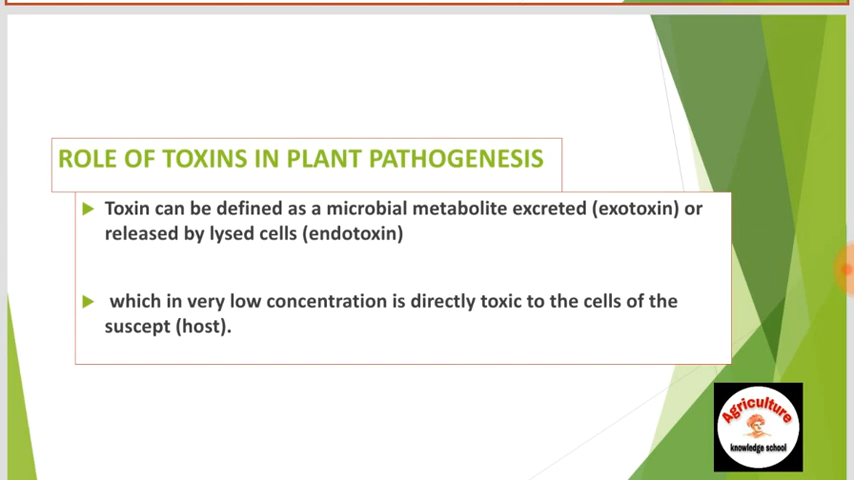 ROLE OF TOXINS IN PLANT PATHOGENESIS
Toxin can be defined as a microbial metabolite excreted (exotoxin) or
released by lysed cells (endotoxin)
which in very low concentration is directly toxic to the cells of the
suscept (host).
Agriculture
knowledge school